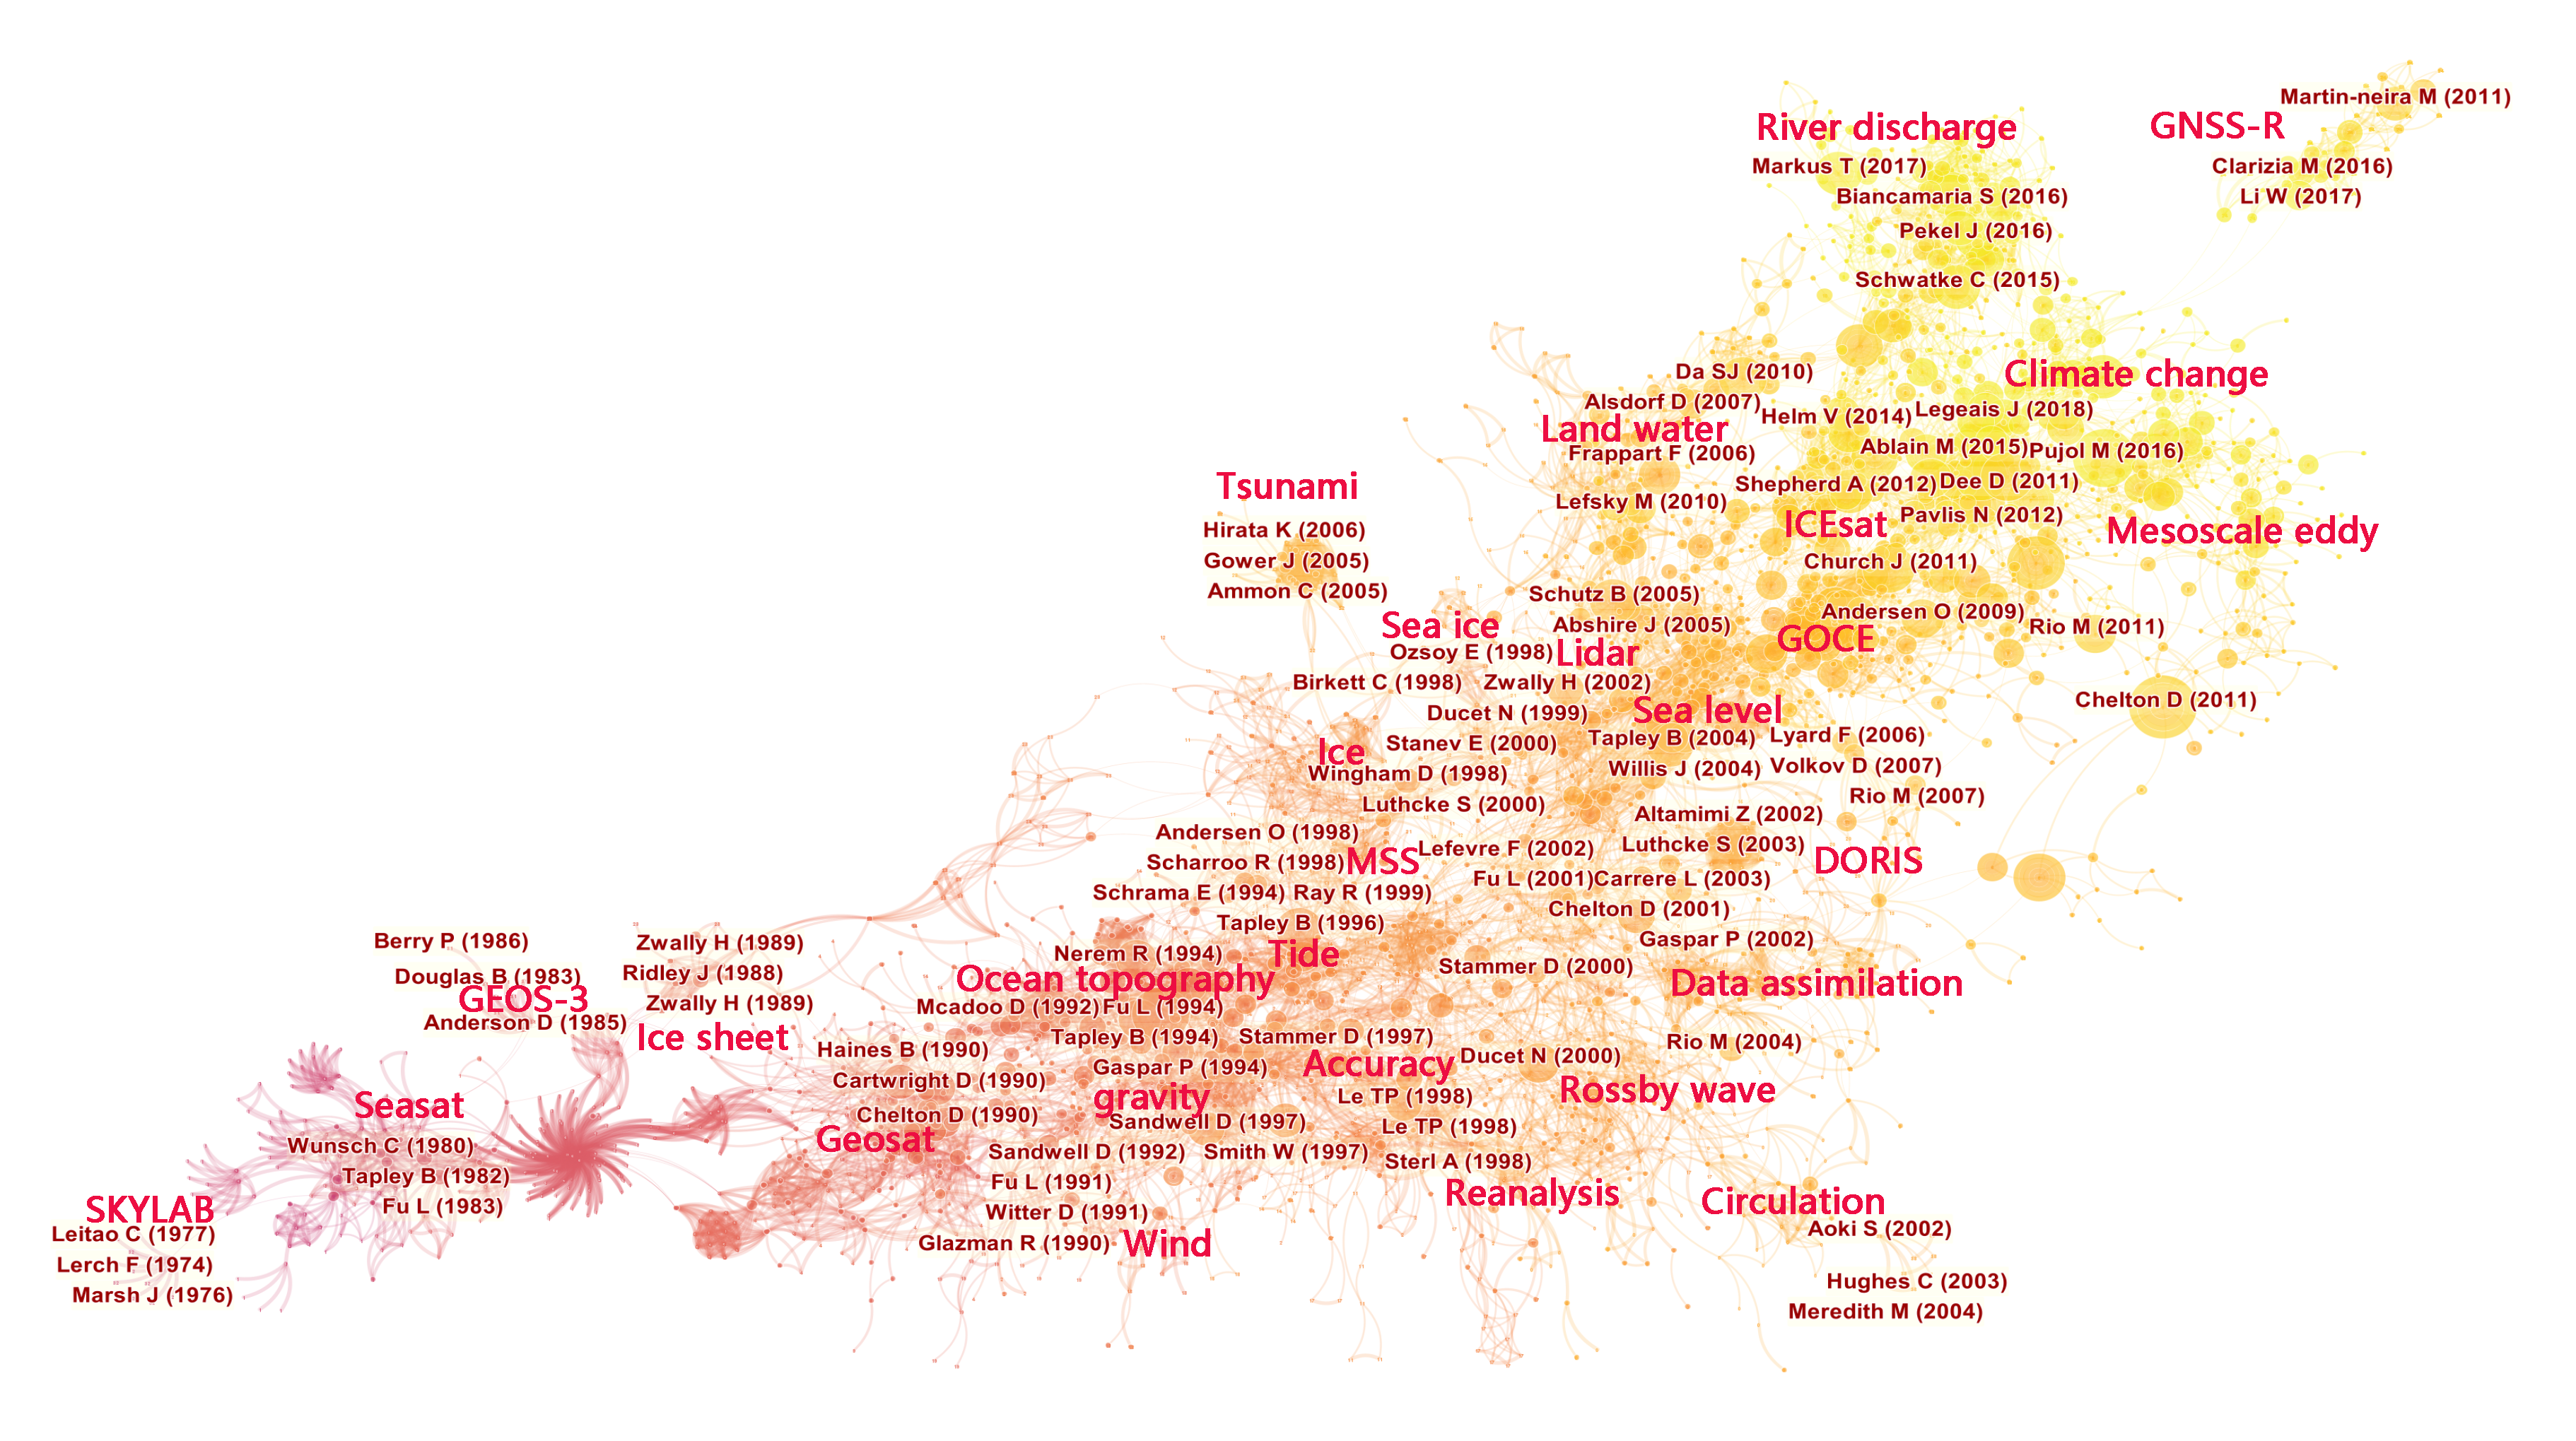 Martin-neira M (2011)
River discharge
GNSS-R
Markus T (2017)
Clarizia M (2016)
Biancamaria S (2016)
Li W (2017)
Pekel J (2016)
Schwatke C (2015)
Da SJ (2010)
Climate change
Alsdorf D (2007)
Helm V (2014)
Legeais J (2018)
Land water
Frappart F (2006)
Ablain M (2015)
Pujol M (2016)
Tsunami
Shepherd A (2012)
Dee D (2011)
Lefsky M (2010)
ICEsat
Pavlis N (2012)
Mesoscale eddy
Hirata K (2006)
Gower J (2005)
Church J (2011)
Ammon C (2005)
Schutz B (2005)
Andersen O (2009)
Sea ice
Abshire J (2005)
Rio M (2011)
GOCE
Ozsoy E (1998)
Lidar
Birkett C (1998)
Zwally H (2002)
Chelton D (2011)
Ducet N (1999)
Sea level
Ice
Stanev E (2000)
Tapley B (2004)
Lyard F (2006)
Wingham D (1998)
Willis J (2004)
Volkov D (2007)
Luthcke S (2000)
Rio M (2007)
Altamimi Z (2002)
Andersen O (1998)
Lefevre F (2002)
Luthcke S (2003)
Scharroo R (1998)
MSS
DORIS
Schrama E (1994)
Ray R (1999)
Fu L (2001)
Carrere L (2003)
Tapley B (1996)
Chelton D (2001)
Berry P (1986)
Zwally H (1989)
Nerem R (1994)
Tide
Gaspar P (2002)
Douglas B (1983)
Ridley J (1988)
Ocean topography
Stammer D (2000)
Data assimilation
GEOS-3
Zwally H (1989)
Mcadoo D (1992)
Fu L (1994)
Anderson D (1985)
Ice sheet
Haines B (1990)
Tapley B (1994)
Stammer D (1997)
Rio M (2004)
Gaspar P (1994)
Accuracy
Ducet N (2000)
Cartwright D (1990)
gravity
Le TP (1998)
Rossby wave
Seasat
Chelton D (1990)
Sandwell D (1997)
Le TP (1998)
Geosat
Wunsch C (1980)
Sandwell D (1992)
Smith W (1997)
Sterl A (1998)
Tapley B (1982)
Fu L (1991)
Reanalysis
Circulation
SKYLAB
Fu L (1983)
Witter D (1991)
Leitao C (1977)
Glazman R (1990)
Wind
Aoki S (2002)
Lerch F (1974)
Hughes C (2003)
Marsh J (1976)
Meredith M (2004)